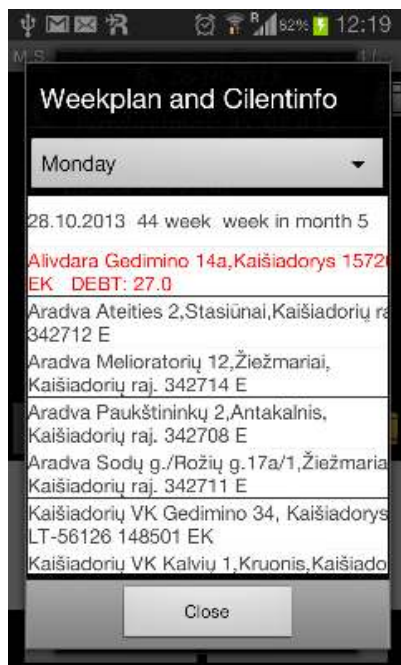 R 82% 12:19
M.S. 1/
Weekplan and Cilentinfo
Monday
28.10.2013 44 week week in month 5
Alivdara Gedimino 14a,Kaišiadorys 1572
EK DEBT: 27.0
Aradva Ateities 2,Stasiūnai,Kaišiadorių ra
342712 E
Aradva Melioratorių 12,Žiežmariai,
Kaišiadorių raj. 342714 E
Aradva Paukštininkų 2,Antakalnis,
Kaišiadorių raj. 342708 E
Aradva Sodų g./Rožių g.17a/1,Žiežmaria
Kaišiadorių raj. 342711 E
Kaišiadorių VK Gedimino 34, Kaišiadorys
LT-56126 148501 EK
Kaišiadorių VK Kalvių 1,Kruonis,Kaišiado
Close